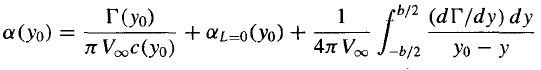 α(y₀) = Γ(y₀) / πV∞c(y₀) + α_{L=0}(y₀) + 1 / 4πV∞ ∫_{-b/2}^{b/2} (dΓ/dy) dy / y₀ − y